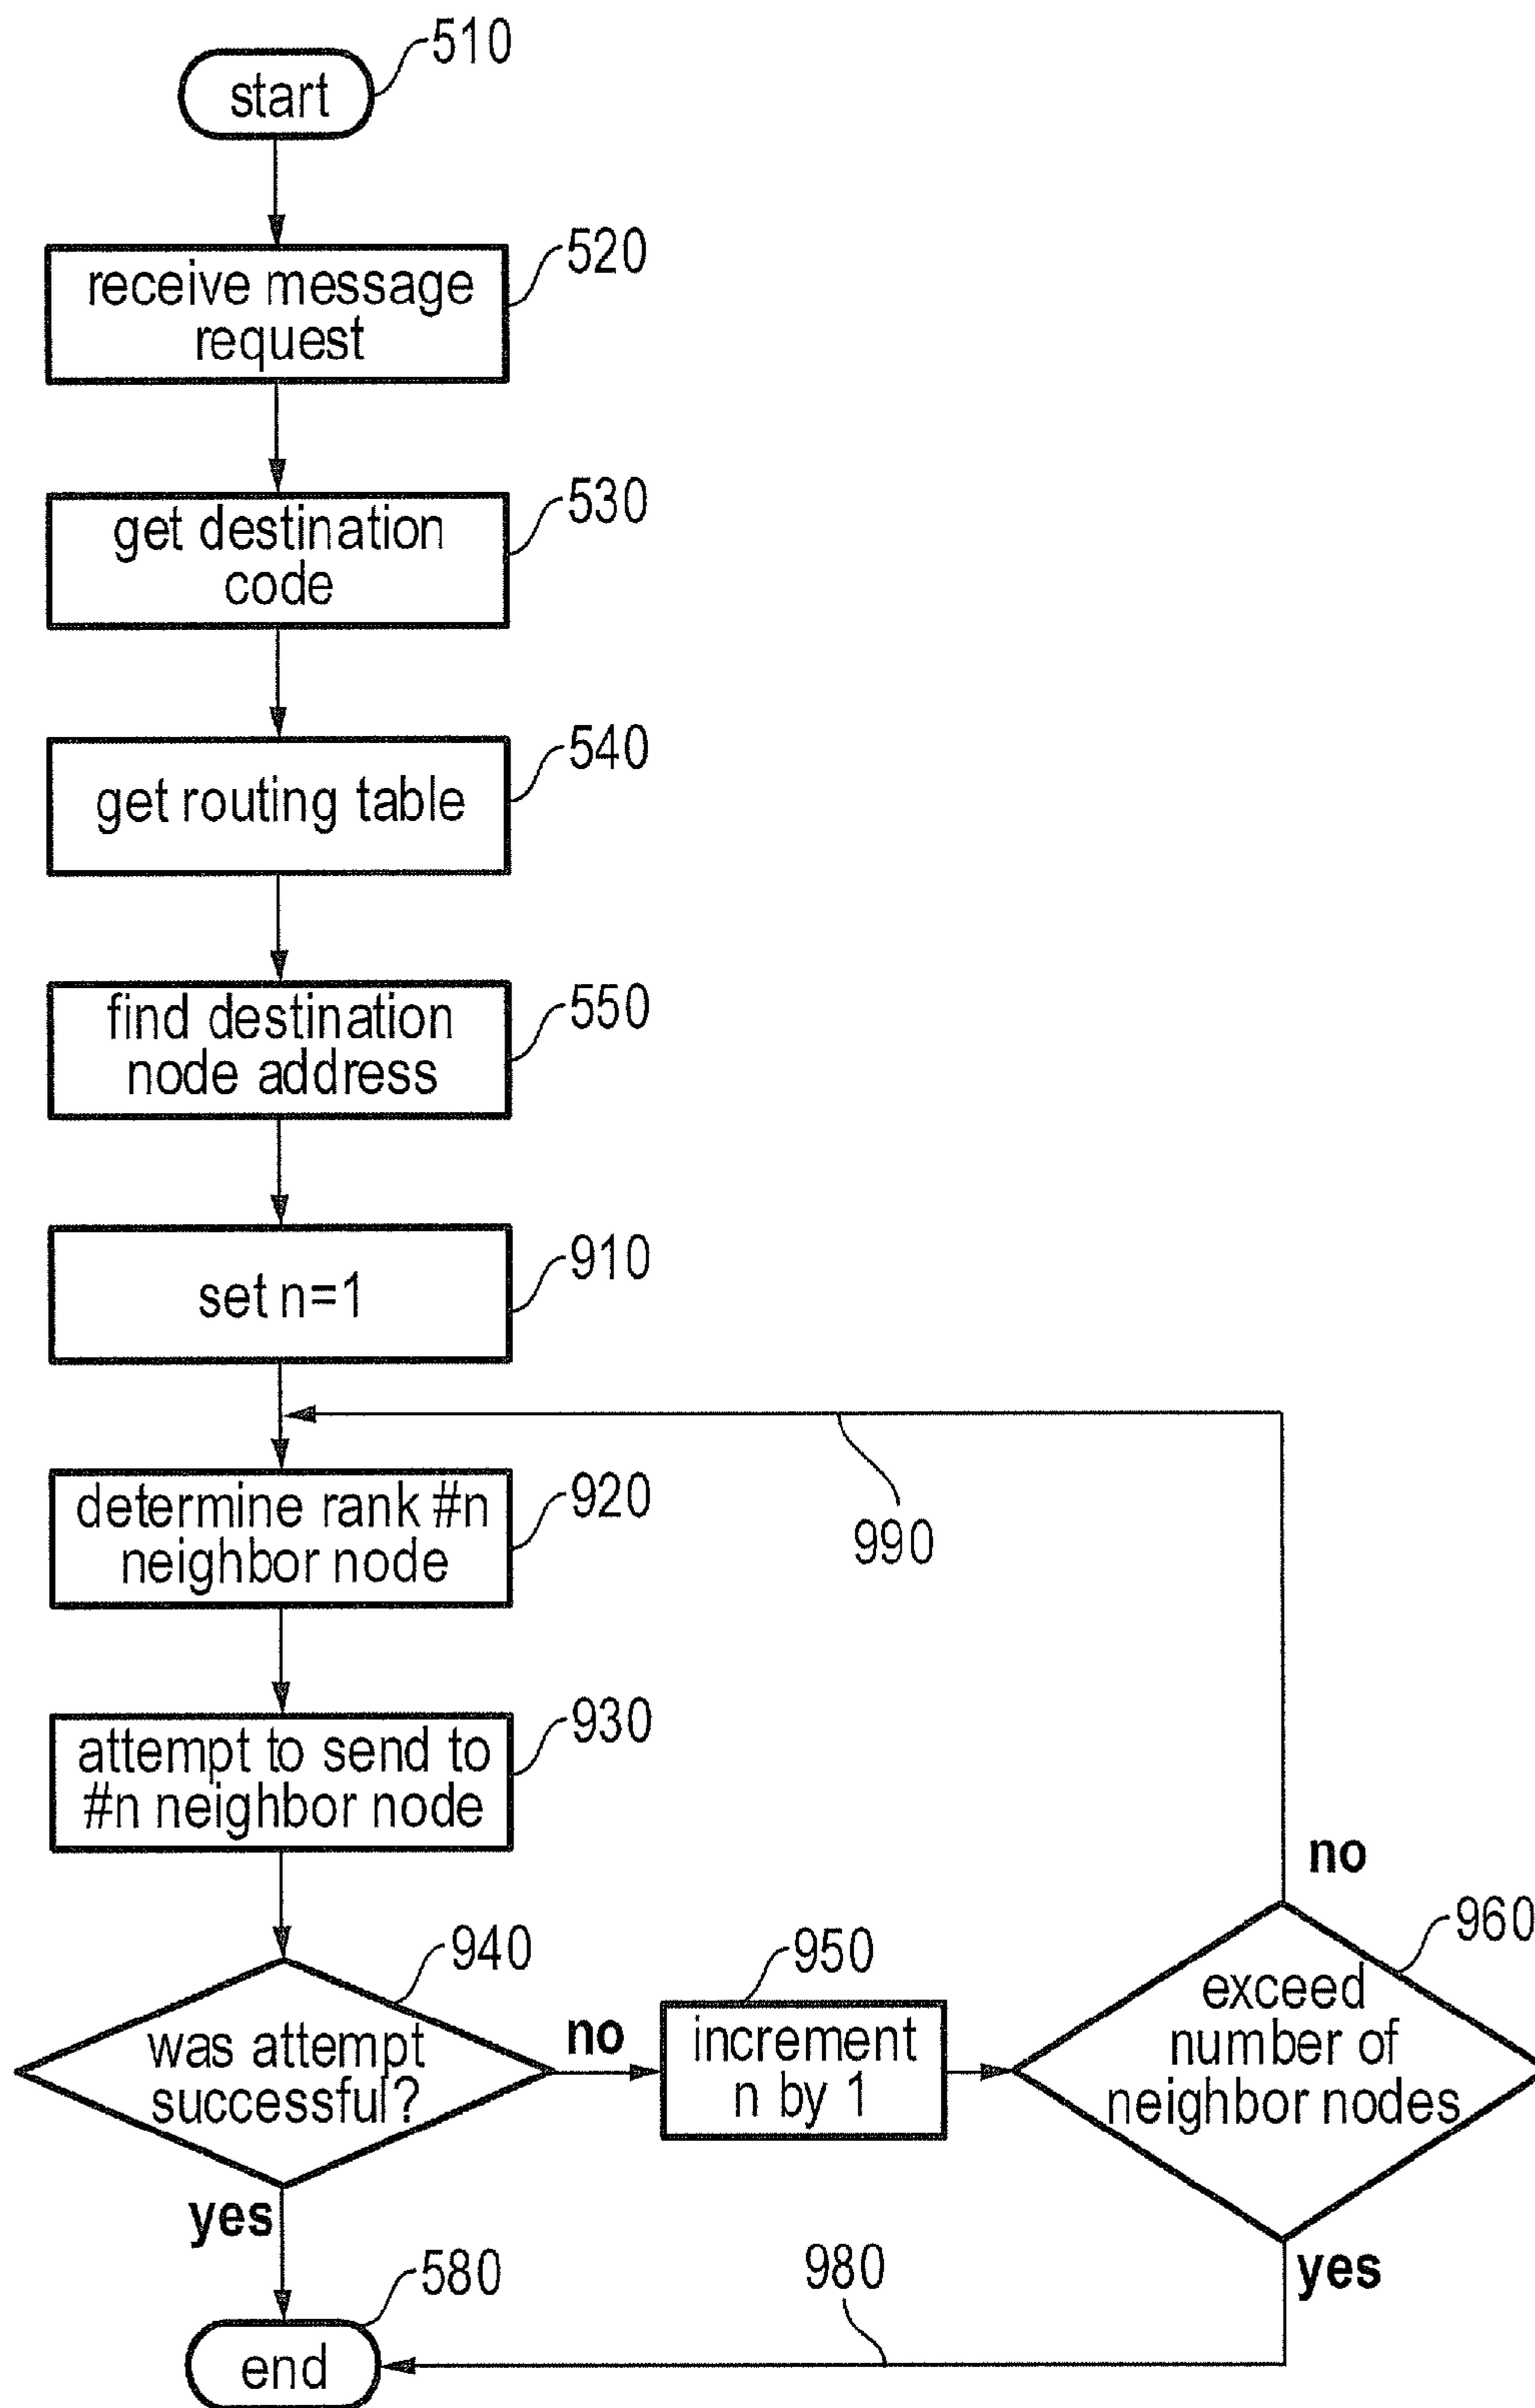 510
start
520
receive message
request
530
get destination
code
540
get routing table
550
find destination
node address
910
set n=1
920
determine rank #n
neighbor node
990
930
attempt to send to
#n neighbor node
no
940
was attempt
successful?
no
950
increment
n by 1
960
exceed
number of
neighbor nodes
yes
yes
580
end
980